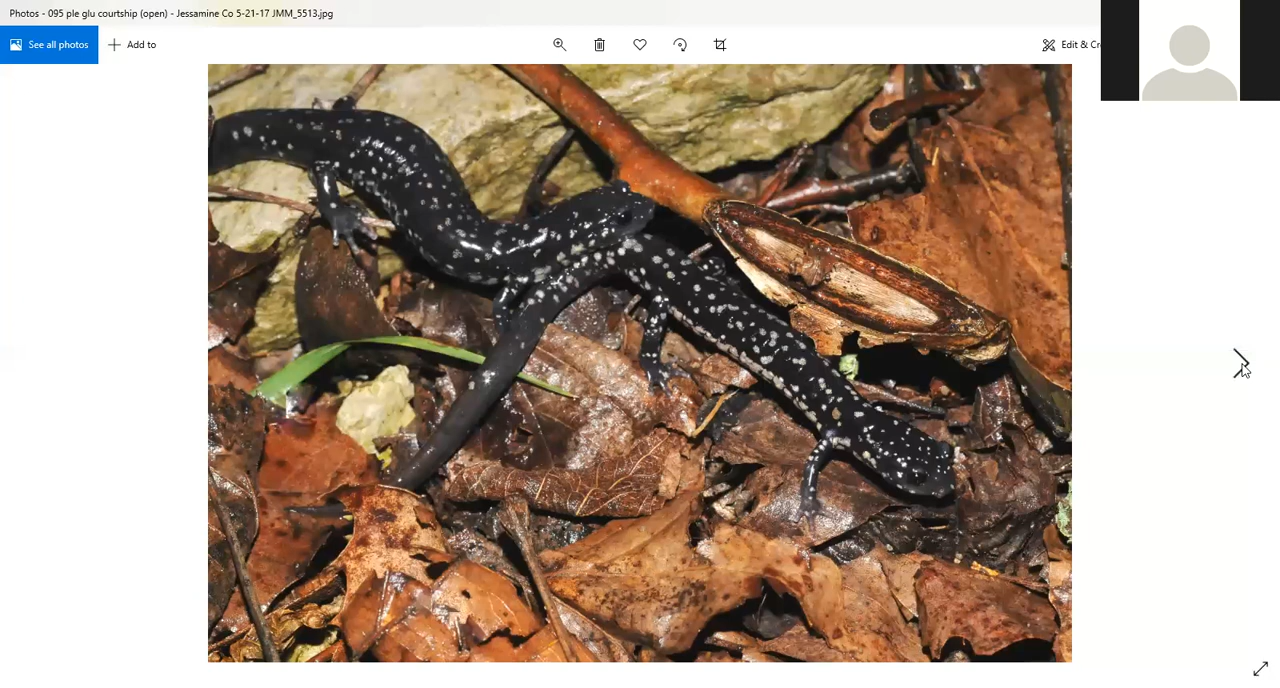 Photos - 095 ple glu courtship (open) - Jessamine Co 5-21-17 JMM_5513.jpg
See all photos
Add to
Edit & Cr